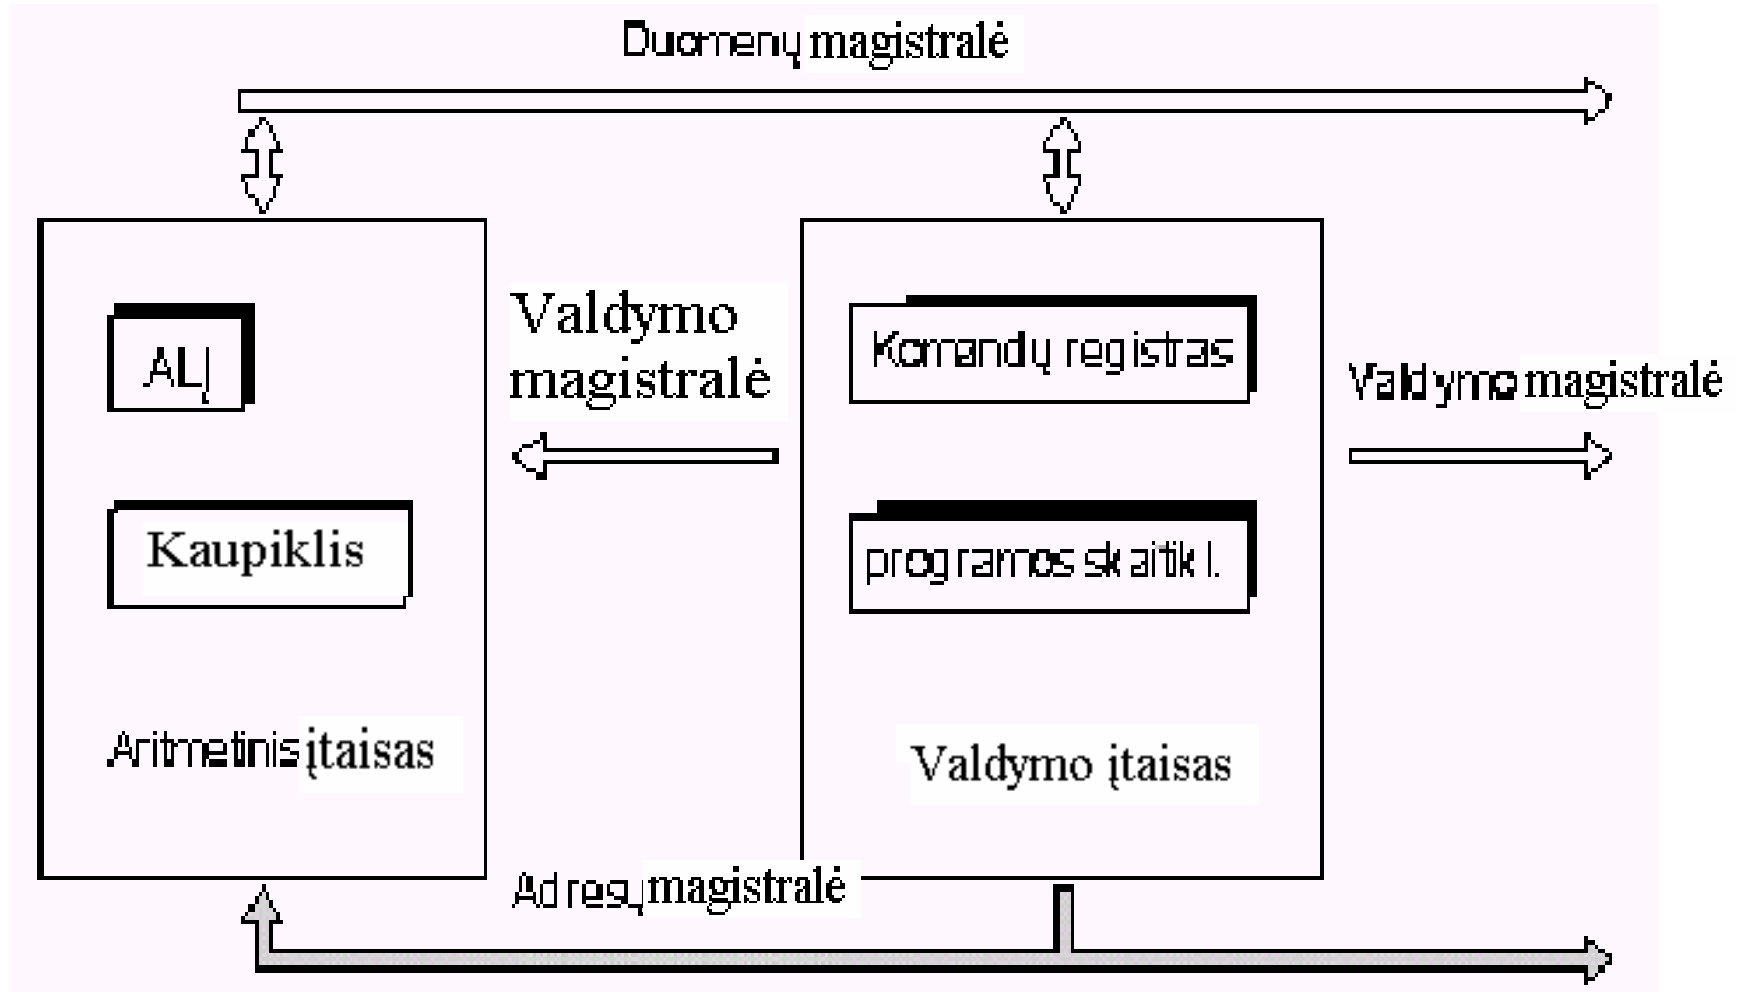 Duomenų magistralė
Valdymo
magistralė
ALĮ
Komandų registras
Valdymo magistralė
Kaupiklis
programos skaitikl.
Aritmetinis įtaisas
Valdymo įtaisas
Adresų magistralė